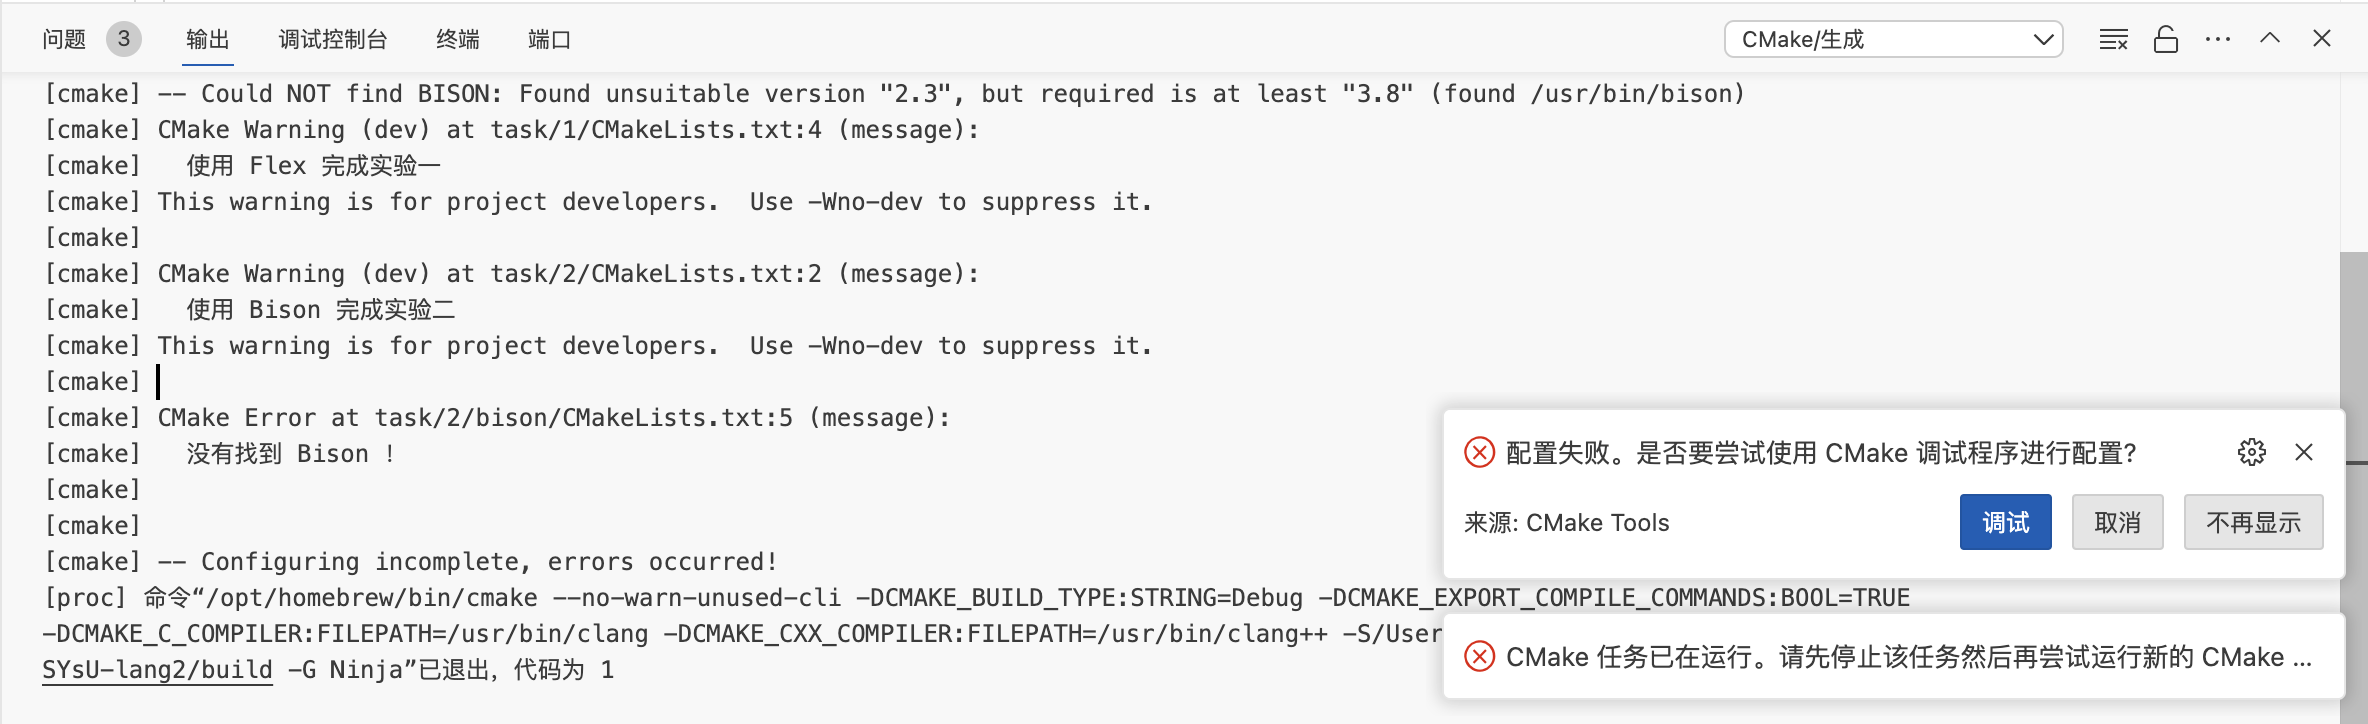 问题 3 输出 调试控制台 终端 端口 CMake/生成
[cmake] -- Could NOT find BISON: Found unsuitable version "2.3", but required is at least "3.8" (found /usr/bin/bison)
[cmake] CMake Warning (dev) at task/1/CMakeLists.txt:4 (message):
[cmake]   使用 Flex 完成实验一
[cmake] This warning is for project developers.  Use -Wno-dev to suppress it.
[cmake]
[cmake] CMake Warning (dev) at task/2/CMakeLists.txt:2 (message):
[cmake]   使用 Bison 完成实验二
[cmake] This warning is for project developers.  Use -Wno-dev to suppress it.
[cmake]
[cmake] CMake Error at task/2/bison/CMakeLists.txt:5 (message):
[cmake]   没有找到 Bison ！
[cmake]
[cmake]
[cmake] -- Configuring incomplete, errors occurred!
[proc] 命令“/opt/homebrew/bin/cmake --no-warn-unused-cli -DCMAKE_BUILD_TYPE:STRING=Debug -DCMAKE_EXPORT_COMPILE_COMMANDS:BOOL=TRUE
-DCMAKE_C_COMPILER:FILEPATH=/usr/bin/clang -DCMAKE_CXX_COMPILER:FILEPATH=/usr/bin/clang++ -S/User
SYsU-lang2/build -G Ninja”已退出，代码为 1
配置失败。是否要尝试使用 CMake 调试程序进行配置?
来源: CMake Tools 调试 取消 不再显示
CMake 任务已在运行。请先停止该任务然后再尝试运行新的 CMake ...